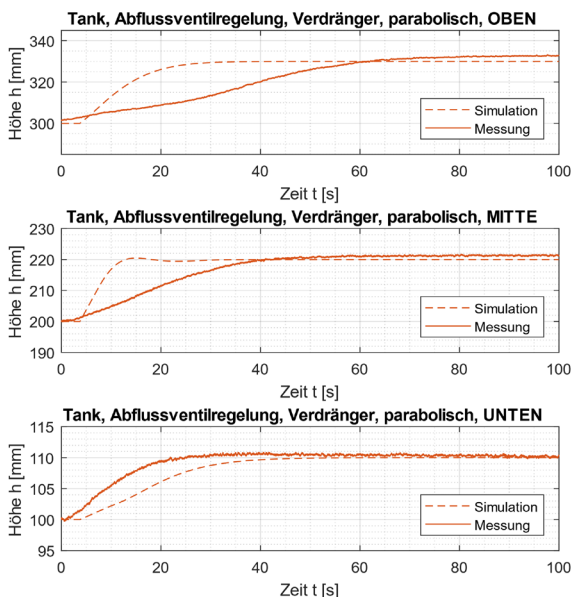 Tank, Abflussventilregelung, Verdränger, parabolisch, OBEN
340
320
300
Höhe h [mm]
Simulation
Messung
0 20 40 60 80 100
Zeit t [s]
Tank, Abflussventilregelung, Verdränger, parabolisch, MITTE
230
220
210
200
190
Höhe h [mm]
Simulation
Messung
0 20 40 60 80 100
Zeit t [s]
Tank, Abflussventilregelung, Verdränger, parabolisch, UNTEN
115
110
105
100
95
Höhe h [mm]
Simulation
Messung
0 20 40 60 80 100
Zeit t [s]